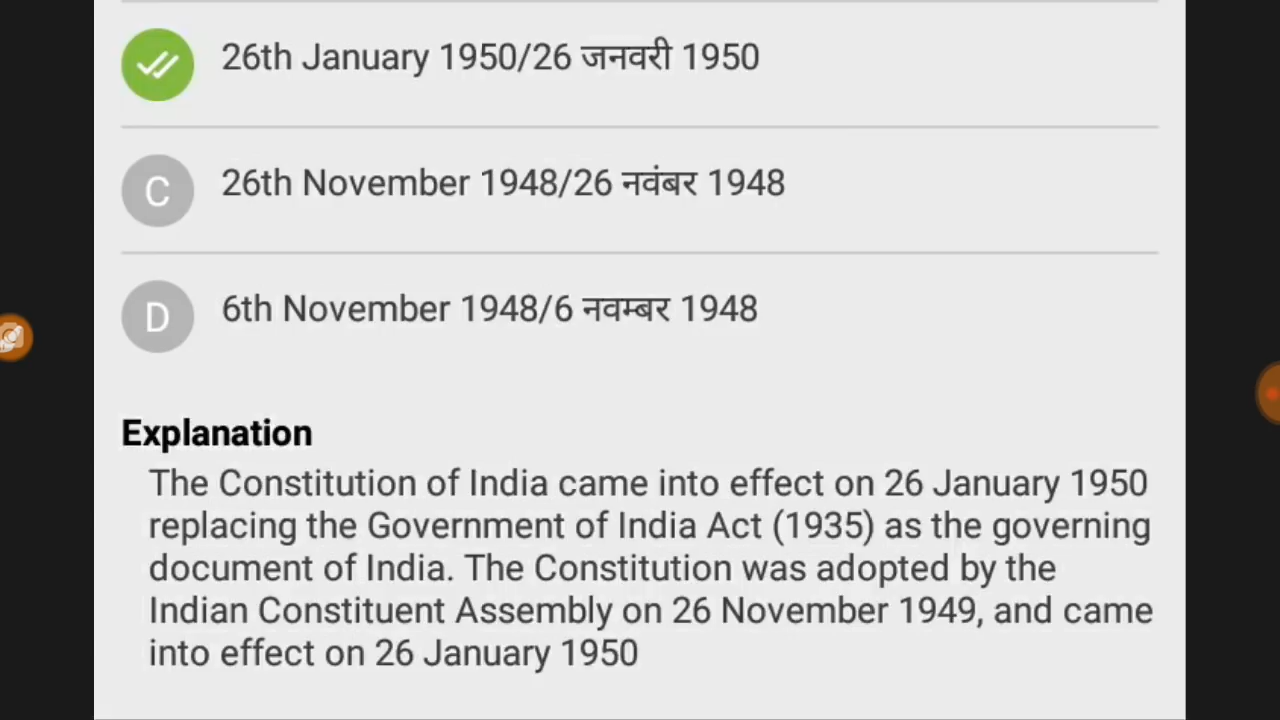 26th January 1950/26 जनवरी 1950
C 26th November 1948/26 नवंबर 1948
D 6th November 1948/6 नवम्बर 1948
Explanation
The Constitution of India came into effect on 26 January 1950
replacing the Government of India Act (1935) as the governing
document of India. The Constitution was adopted by the
Indian Constituent Assembly on 26 November 1949, and came
into effect on 26 January 1950